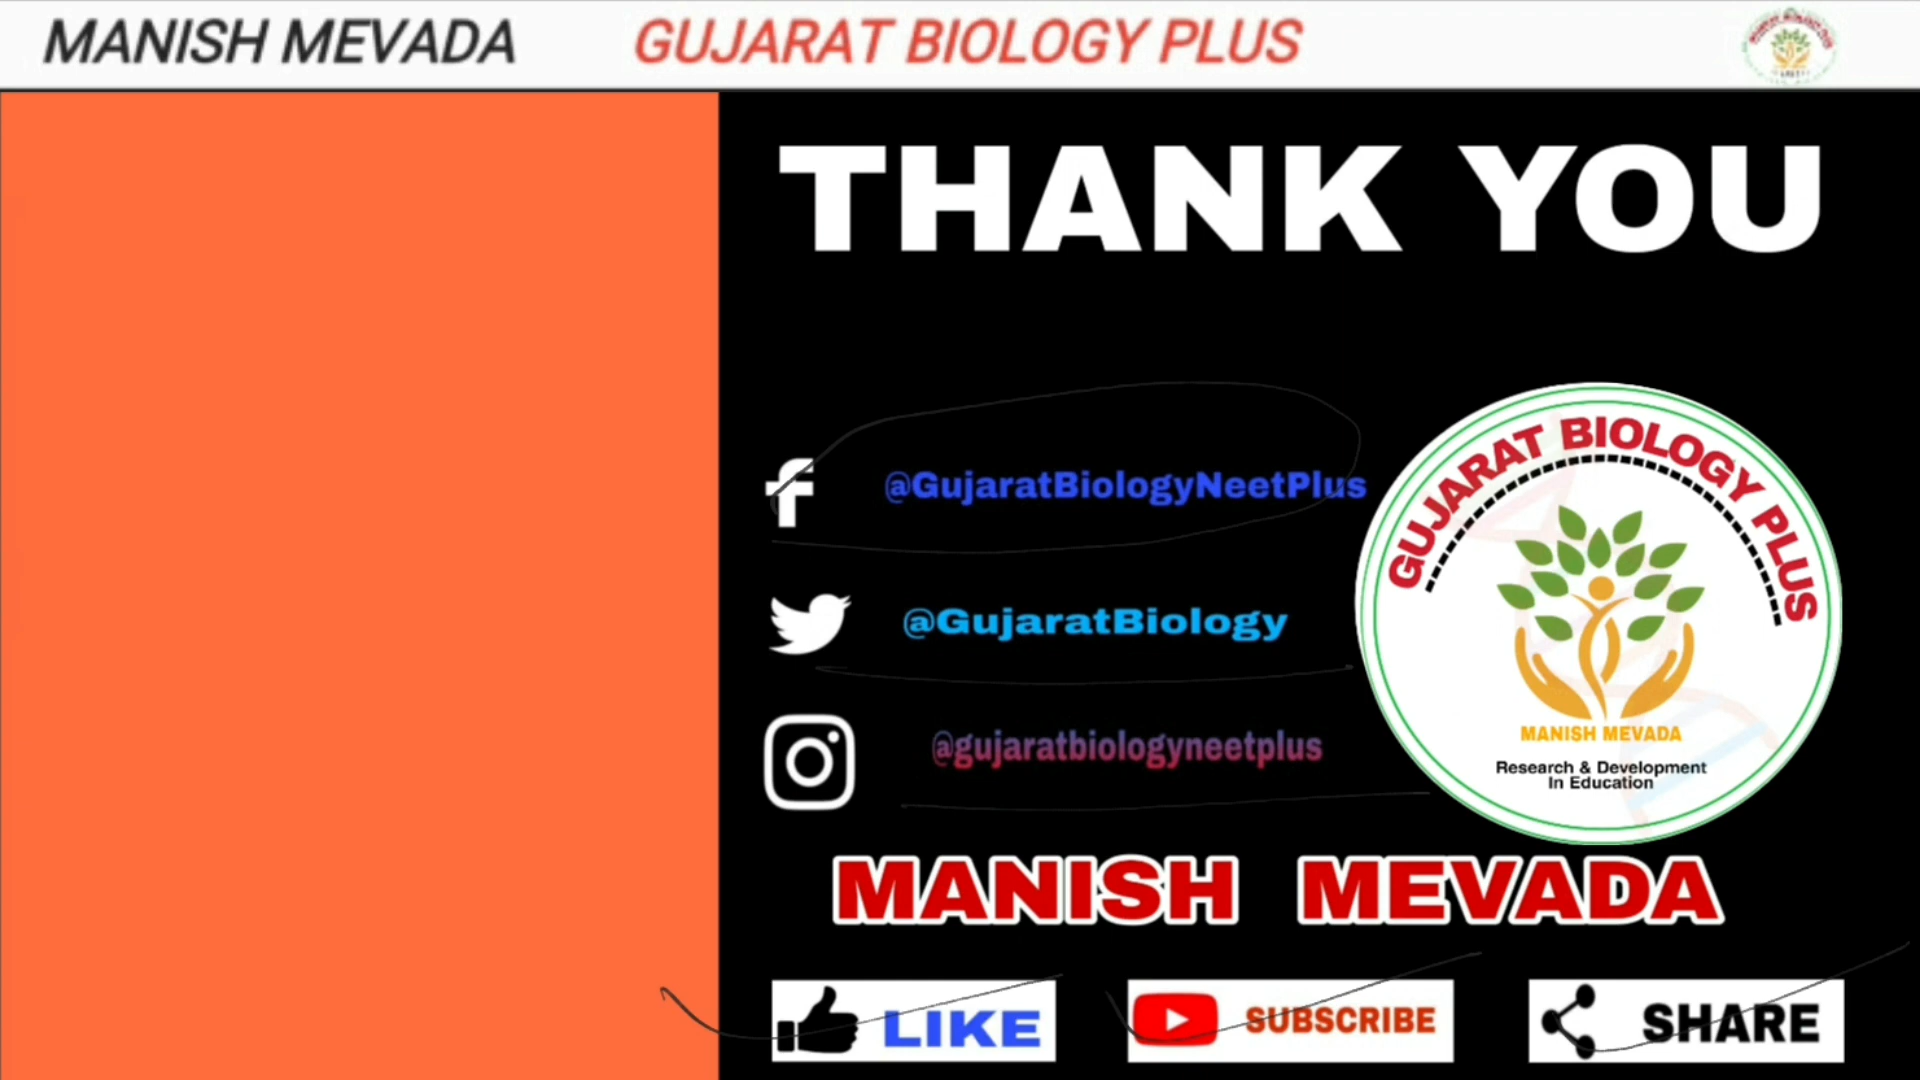 MANISH MEVADA GUJARAT BIOLOGY PLUS
THANK YOU
@GujaratBiologyNeetPlus
@GujaratBiology
@gujaratbiologyneetplus
GUJARAT BIOLOGY PLUS
MANISH MEVADA
Research & Development
In Education
MANISH MEVADA
LIKE
SUBSCRIBE
SHARE